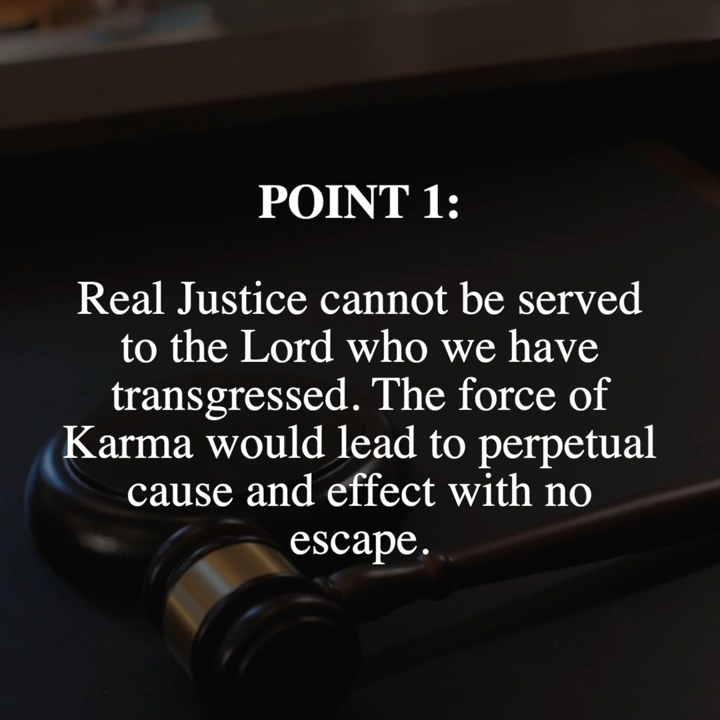 POINT 1:
Real Justice cannot be served
to the Lord who we have
transgressed. The force of
Karma would lead to perpetual
cause and effect with no
escape.